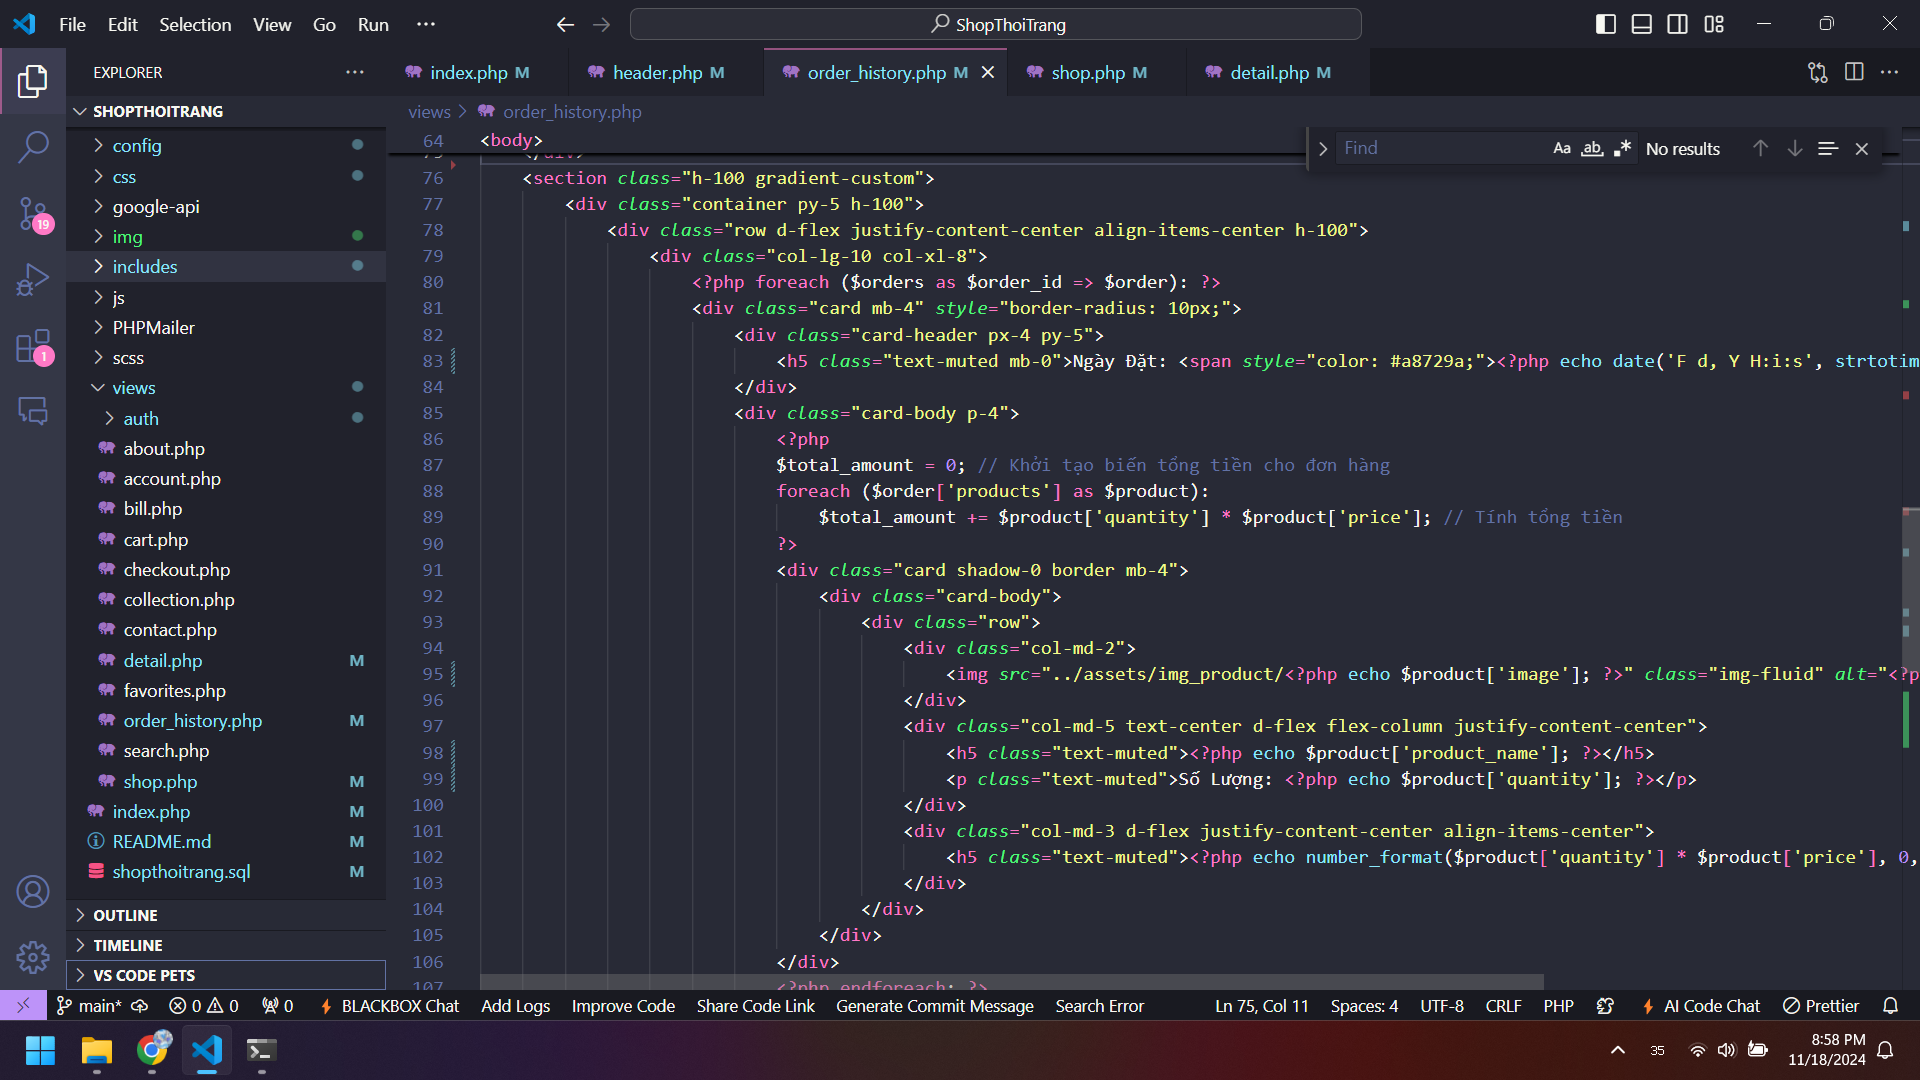 File Edit Selection View Go Run ··· ShopThoiTrang
EXPLORER ···
SHOPTHOITRANG
config
css
google-api
img
includes
js
PHPMailer
scss
views
auth
about.php
account.php
bill.php
cart.php
checkout.php
collection.php
contact.php
detail.php M
favorites.php
order_history.php M
search.php
shop.php M
index.php M
README.md M
shopthoitrang.sql M
OUTLINE
TIMELINE
VS CODE PETS
19
1
index.php M header.php M order_history.php M shop.php M detail.php M
views > order_history.php
Find Aa ab .* No results
64 <body>
76 <section class="h-100 gradient-custom">
77 <div class="container py-5 h-100">
78 <div class="row d-flex justify-content-center align-items-center h-100">
79 <div class="col-lg-10 col-xl-8">
80 <?php foreach ($orders as $order_id => $order): ?>
81 <div class="card mb-4" style="border-radius: 10px;">
82 <div class="card-header px-4 py-5">
83 <h5 class="text-muted mb-0">Ngày Đặt: <span style="color: #a8729a;"><?php echo date('F d, Y H:i:s', strtotim
84 </div>
85 <div class="card-body p-4">
86 <?php
87 $total_amount = 0; // Khởi tạo biến tổng tiền cho đơn hàng
88 foreach ($order['products'] as $product):
89 $total_amount += $product['quantity'] * $product['price']; // Tính tổng tiền
90 ?>
91 <div class="card shadow-0 border mb-4">
92 <div class="card-body">
93 <div class="row">
94 <div class="col-md-2">
95 <img src="../assets/img_product/<?php echo $product['image']; ?>" class="img-fluid" alt="<?p
96 </div>
97 <div class="col-md-5 text-center d-flex flex-column justify-content-center">
98 <h5 class="text-muted"><?php echo $product['product_name']; ?></h5>
99 <p class="text-muted">Số Lượng: <?php echo $product['quantity']; ?></p>
100 </div>
101 <div class="col-md-3 d-flex justify-content-center align-items-center">
102 <h5 class="text-muted"><?php echo number_format($product['quantity'] * $product['price'], 0,
103 </div>
104 </div>
105 </div>
106 </div>
107 <?php endforeach; ?>
main* 0 0 0 BLACKBOX Chat Add Logs Improve Code Share Code Link Generate Commit Message Search Error Ln 75, Col 11 Spaces: 4 UTF-8 CRLF PHP AI Code Chat Prettier
35 8:58 PM
11/18/2024